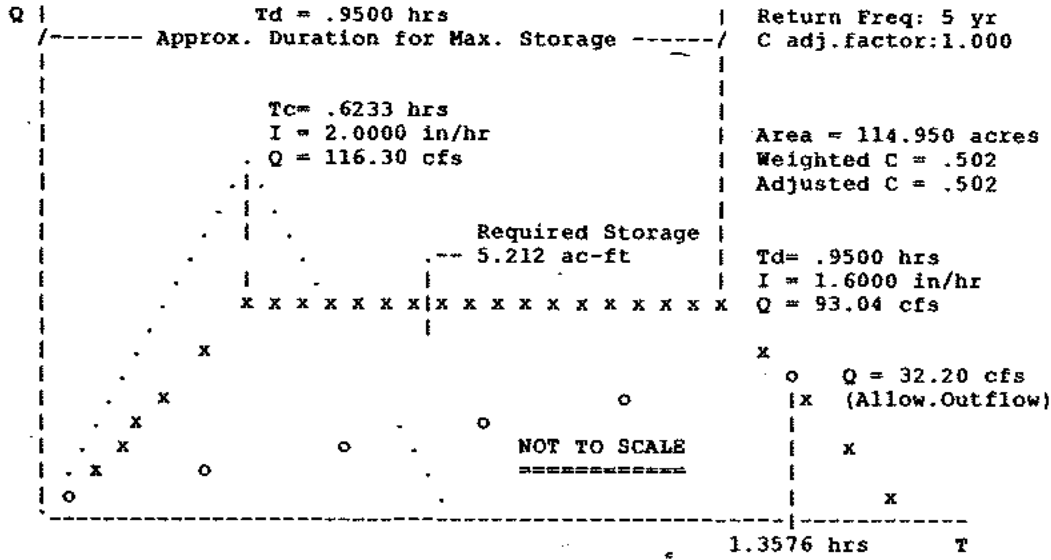 Q Td = .9500 hrs Return Freq: 5 yr
/------ Approx. Duration for Max. Storage ------/ C adj.factor:1.000
Tc= .6233 hrs
I = 2.0000 in/hr Area = 114.950 acres
Q = 116.30 cfs Weighted C = .502
Adjusted C = .502
Required Storage
5.212 ac-ft Td= .9500 hrs
I = 1.6000 in/hr
x x x x x x x x x x x x x x x x x x Q = 93.04 cfs
x x
o Q = 32.20 cfs
x o x (Allow.Outflow)
x o
x o NOT TO SCALE x
x o ============
o x
1.3576 hrs T